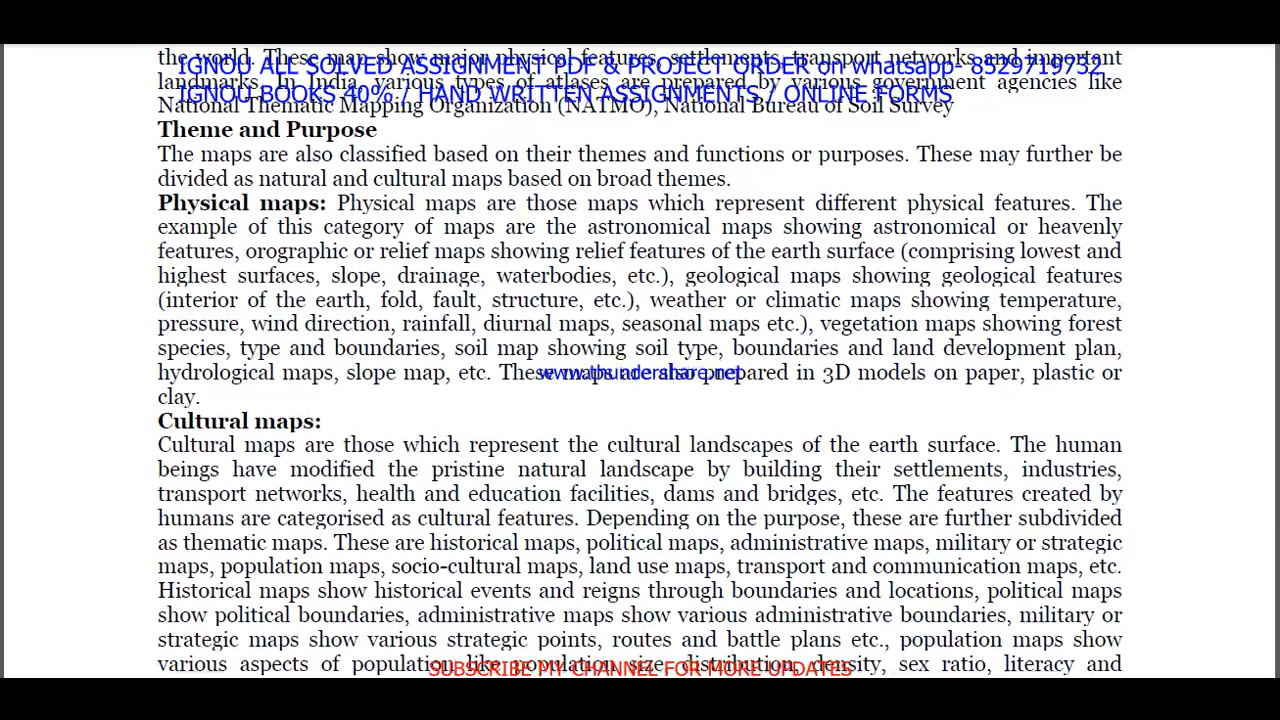 the world. These map show major physical features, settlements, transport networks and important
IGNOU ALL SOLVED ASSIGNMENT PDF & PROJECT ORDER on whatsapp- 8529719732
landmarks. In India, various types of atlases are prepared by various government agencies like
IGNOU BOOKS 40% / HAND WRITTEN ASSIGNMENTS / ONLINE FORMS
National Thematic Mapping Organization (NATMO), National Bureau of Soil Survey
Theme and Purpose
The maps are also classified based on their themes and functions or purposes. These may further be
divided as natural and cultural maps based on broad themes.
Physical maps: Physical maps are those maps which represent different physical features. The
example of this category of maps are the astronomical maps showing astronomical or heavenly
features, orographic or relief maps showing relief features of the earth surface (comprising lowest and
highest surfaces, slope, drainage, waterbodies, etc.), geological maps showing geological features
(interior of the earth, fold, fault, structure, etc.), weather or climatic maps showing temperature,
pressure, wind direction, rainfall, diurnal maps, seasonal maps etc.), vegetation maps showing forest
species, type and boundaries, soil map showing soil type, boundaries and land development plan,
hydrological maps, slope map, etc. These maps are also prepared in 3D models on paper, plastic or
www.thundershare.net
clay.
Cultural maps:
Cultural maps are those which represent the cultural landscapes of the earth surface. The human
beings have modified the pristine natural landscape by building their settlements, industries,
transport networks, health and education facilities, dams and bridges, etc. The features created by
humans are categorised as cultural features. Depending on the purpose, these are further subdivided
as thematic maps. These are historical maps, political maps, administrative maps, military or strategic
maps, population maps, socio-cultural maps, land use maps, transport and communication maps, etc.
Historical maps show historical events and reigns through boundaries and locations, political maps
show political boundaries, administrative maps show various administrative boundaries, military or
strategic maps show various strategic points, routes and battle plans etc., population maps show
various aspects of population like population size, distribution, density, sex ratio, literacy and
SUBSCRIBE MY CHANNEL FOR MORE UPDATES